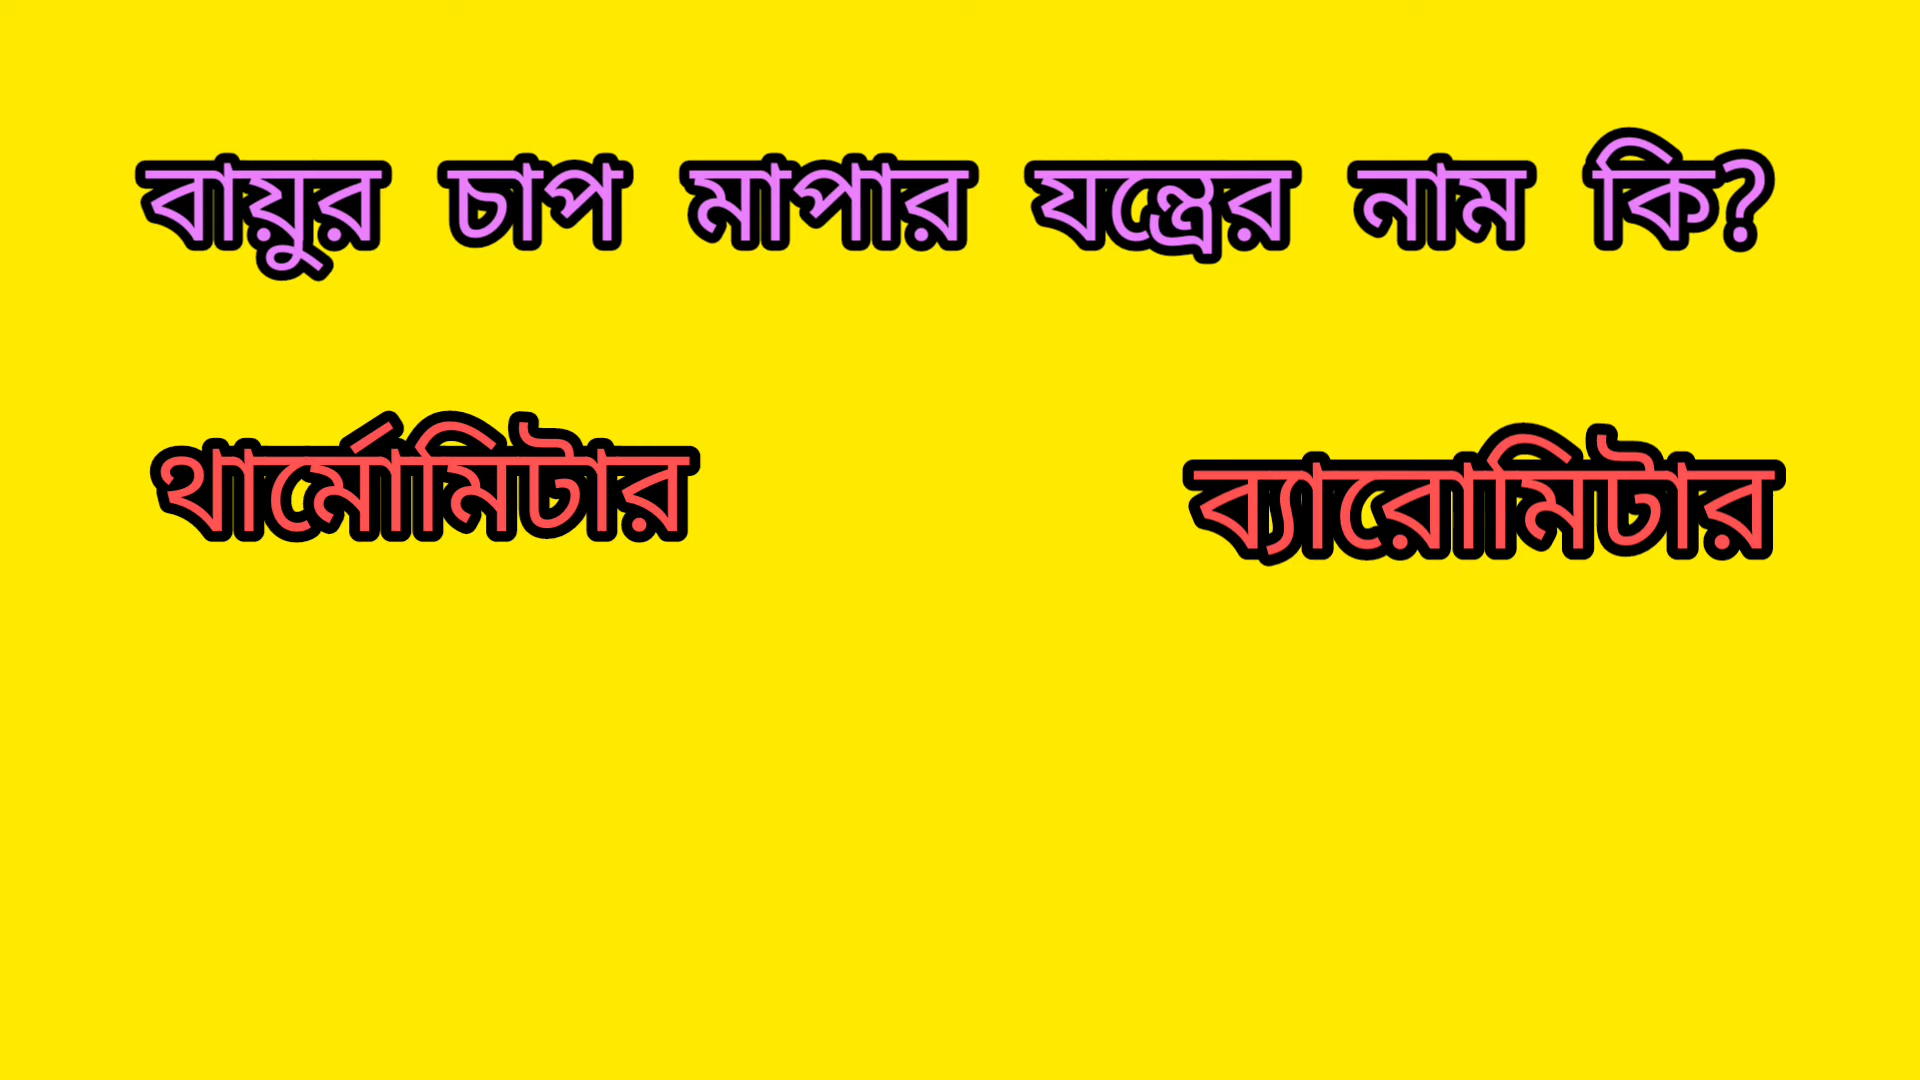 বায়ুর চাপ মাপার যন্ত্রের নাম কি?
থার্মোমিটার
ব্যারোমিটার